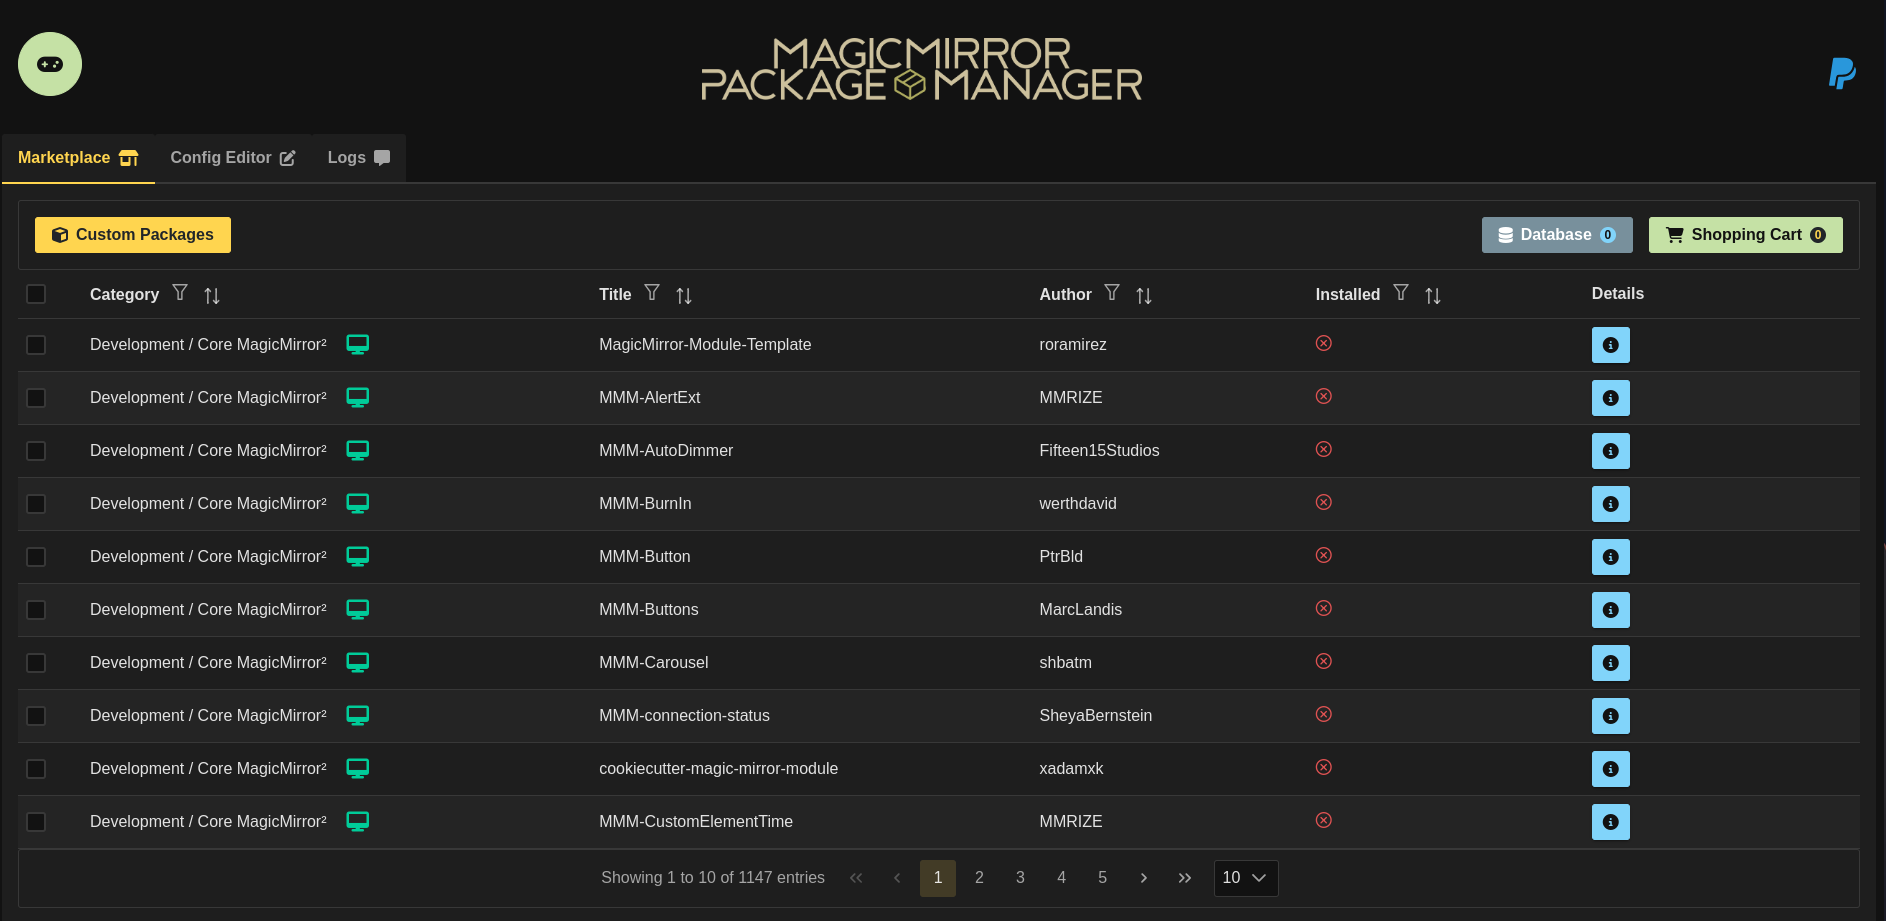 MAGICMIRROR
PACKAGE MANAGER
Marketplace Config Editor Logs
Custom Packages Database 0 Shopping Cart 0
Category Title Author Installed Details
Development / Core MagicMirror² MagicMirror-Module-Template roramirez
Development / Core MagicMirror² MMM-AlertExt MMRIZE
Development / Core MagicMirror² MMM-AutoDimmer Fifteen15Studios
Development / Core MagicMirror² MMM-BurnIn werthdavid
Development / Core MagicMirror² MMM-Button PtrBld
Development / Core MagicMirror² MMM-Buttons MarcLandis
Development / Core MagicMirror² MMM-Carousel shbatm
Development / Core MagicMirror² MMM-connection-status SheyaBernstein
Development / Core MagicMirror² cookiecutter-magic-mirror-module xadamxk
Development / Core MagicMirror² MMM-CustomElementTime MMRIZE
Showing 1 to 10 of 1147 entries 1 2 3 4 5 10